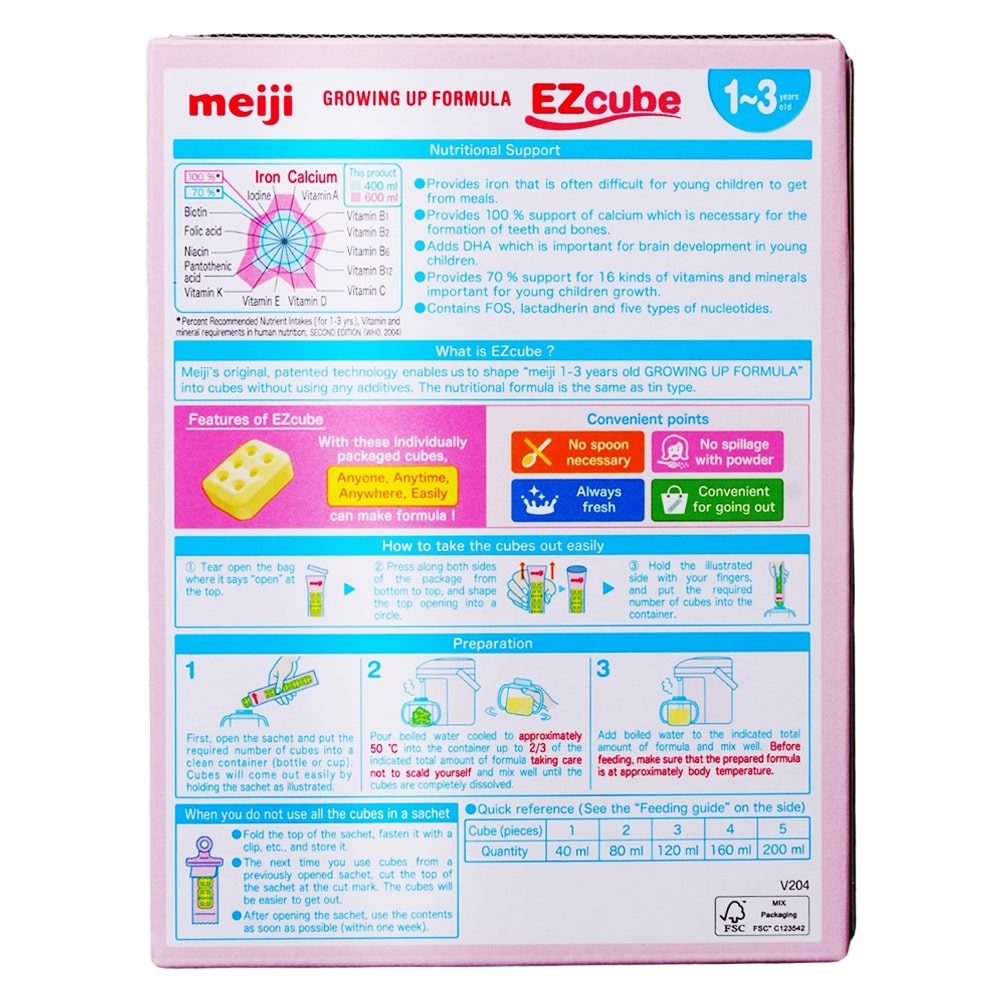 meiji GROWING UP FORMULA EZcube 1~3 years old
Nutritional Support
100 %*
70 %*
Iron Calcium
This product
400 ml
600 ml
Iodine
Vitamin A
Biotin
Vitamin B1
Folic acid
Vitamin B2
Niacin
Vitamin B6
Pantothenic
acid
Vitamin B12
Vitamin K
Vitamin C
Vitamin E Vitamin D
*Percent Recommended Nutrient Intakes (for 1-3 yrs), Vitamin and
mineral requirements in human nutrition, SECOND EDITION (WHO, 2004)
●Provides iron that is often difficult for young children to get
from meals.
●Provides 100 % support of calcium which is necessary for the
formation of teeth and bones.
●Adds DHA which is important for brain development in young
children.
●Provides 70 % support for 16 kinds of vitamins and minerals
important for young children growth.
●Contains FOS, lactadherin and five types of nucleotides.
What is EZcube ?
Meiji's original, patented technology enables us to shape "meiji 1-3 years old GROWING UP FORMULA"
into cubes without using any additives. The nutritional formula is the same as tin type.
Features of EZcube
With these individually
packaged cubes,
Anyone, Anytime,
Anywhere, Easily
can make formula !
Convenient points
No spoon
necessary
No spillage
with powder
Always
fresh
Convenient
for going out
How to take the cubes out easily
① Tear open the bag
where it says "open" at
the top.
② Press along both sides
of the package from
bottom to top, and shape
the top opening into a
circle.
③ Hold the illustrated
side with your fingers,
and put the required
number of cubes into the
container.
Preparation
1
First, open the sachet and put the
required number of cubes into a
clean container (bottle or cup).
Cubes will come out easily by
holding the sachet as illustrated.
2
Pour boiled water cooled to approximately
50 ℃ into the container up to 2/3 of the
indicated total amount of formula taking care
not to scald yourself and mix well until the
cubes are completely dissolved.
3
Add boiled water to the indicated total
amount of formula and mix well. Before
feeding, make sure that the prepared formula
is at approximately body temperature.
When you do not use all the cubes in a sachet
●Fold the top of the sachet, fasten it with a
clip, etc., and store it.
●The next time you use cubes from a
previously opened sachet, cut the top of
the sachet at the cut mark. The cubes will
be easier to get out.
●After opening the sachet, use the contents
as soon as possible (within one week).
●Quick reference (See the "Feeding guide" on the side)
Cube (pieces) 1 2 3 4 5
Quantity 40 ml 80 ml 120 ml 160 ml 200 ml
V204
FSC
MIX
Packaging
FSC® C123542